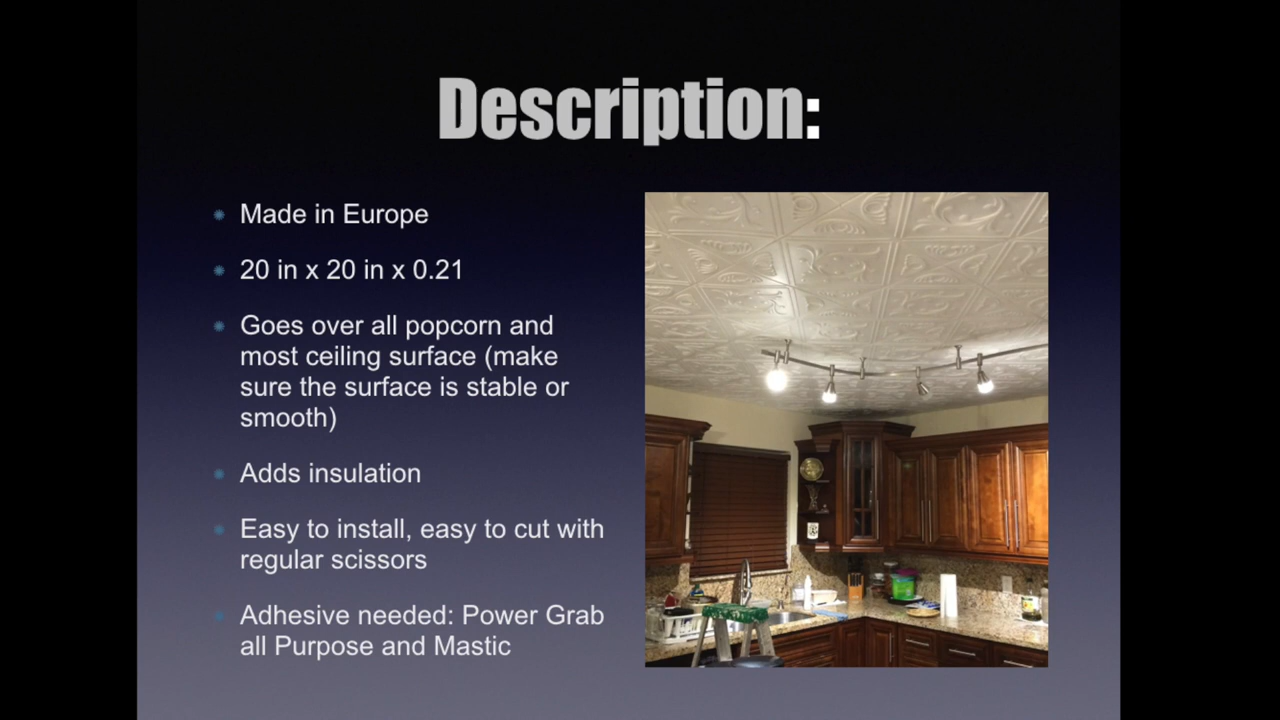 Description:
Made in Europe
20 in x 20 in x 0.21
Goes over all popcorn and
most ceiling surface (make
sure the surface is stable or
smooth)
Adds insulation
Easy to install, easy to cut with
regular scissors
Adhesive needed: Power Grab
all Purpose and Mastic